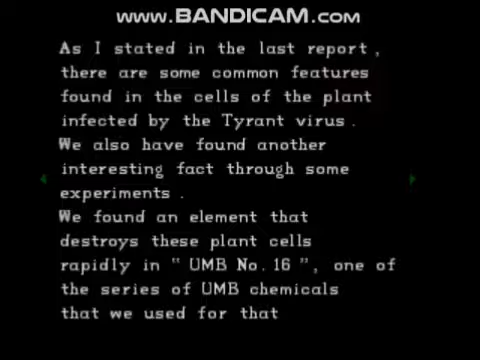 www.BANDICAM.com
As I stated in the last report,
there are some common features
found in the cells of the plant
infected by the Tyrant virus.
We also have found another
interesting fact through some
experiments.
We found an element that
destroys these plant cells
rapidly in “ UMB No. 16 ”, one of
the series of UMB chemicals
that we used for that